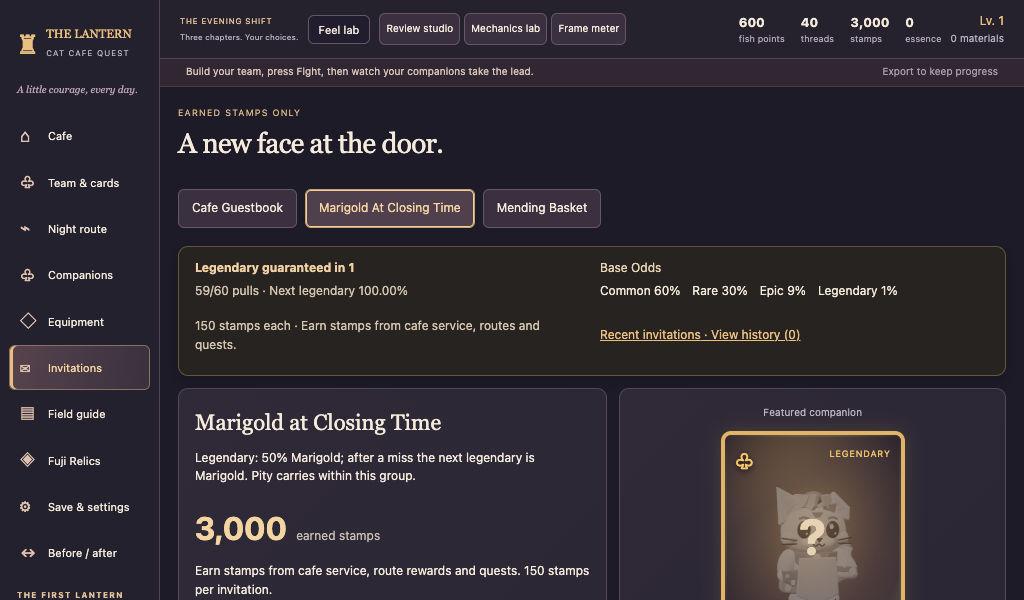 THE LANTERN
CAT CAFE QUEST
A little courage, every day.
Cafe
Team & cards
Night route
Companions
Equipment
Invitations
Field guide
Fuji Relics
Save & settings
Before / after
THE FIRST LANTERN
THE EVENING SHIFT
Three chapters. Your choices.
Feel lab
Review studio
Mechanics lab
Frame meter
600
fish points
40
threads
3,000
stamps
0
essence
Lv. 1
0 materials
Build your team, press Fight, then watch your companions take the lead.
Export to keep progress
EARNED STAMPS ONLY
A new face at the door.
Cafe Guestbook
Marigold At Closing Time
Mending Basket
Legendary guaranteed in 1
59/60 pulls · Next legendary 100.00%
150 stamps each · Earn stamps from cafe service, routes and
quests.
Base Odds
Common 60% Rare 30% Epic 9% Legendary 1%
Recent invitations · View history (0)
Marigold at Closing Time
Legendary: 50% Marigold; after a miss the next legendary is
Marigold. Pity carries within this group.
3,000 earned stamps
Earn stamps from cafe service, route rewards and quests. 150 stamps
per invitation.
Featured companion
LEGENDARY
?